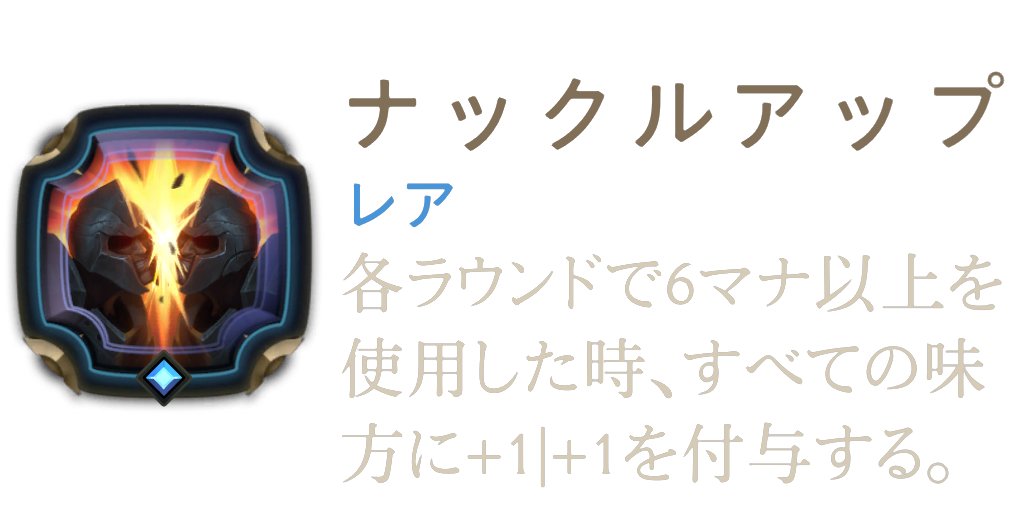 ナックルアップ
レア
各ラウンドで6マナ以上を
使用した時、すべての味
方に+1|+1を付与する。